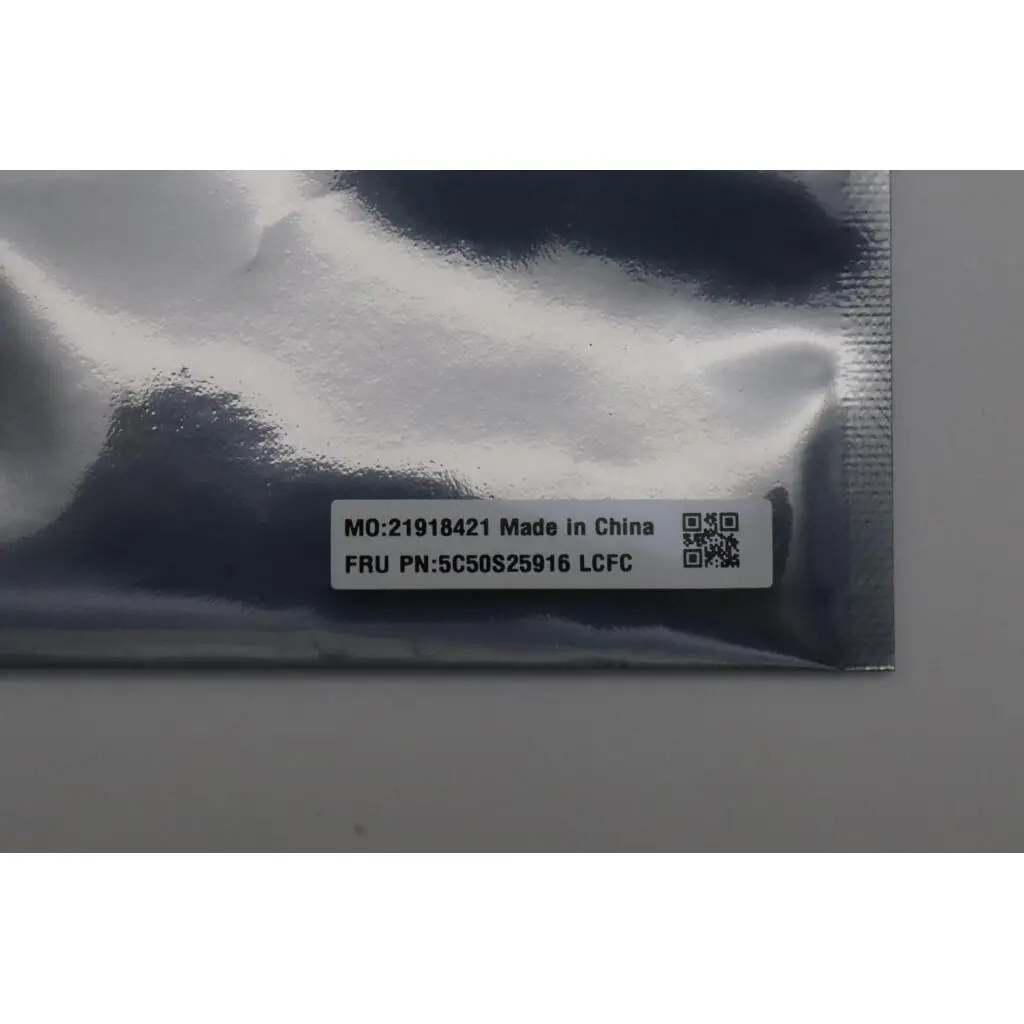 MO:21918421 Made in China
FRU PN:5C50S25916 LCFC